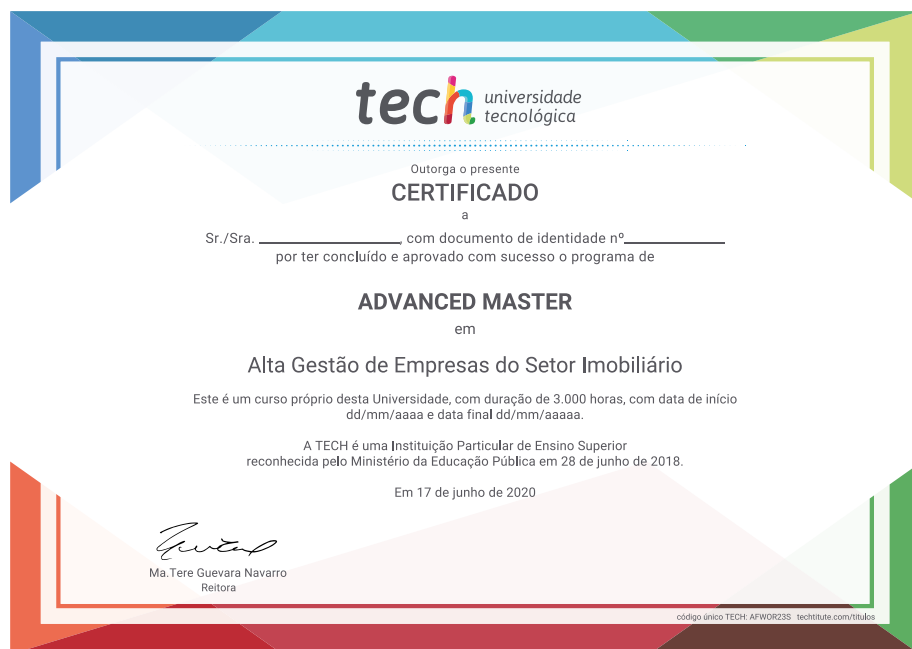 tech universidade
tecnológica
Outorga o presente
CERTIFICADO
a
Sr./Sra. ____________________, com documento de identidade nº______________
por ter concluído e aprovado com sucesso o programa de
ADVANCED MASTER
em
Alta Gestão de Empresas do Setor Imobiliário
Este é um curso próprio desta Universidade, com duração de 3.000 horas, com data de início
dd/mm/aaaa e data final dd/mm/aaaaa.
A TECH é uma Instituição Particular de Ensino Superior
reconhecida pelo Ministério da Educação Pública em 28 de junho de 2018.
Em 17 de junho de 2020
Ma.Tere Guevara Navarro
Reitora
código único TECH: AFWOR23S techtitute.com/titulos